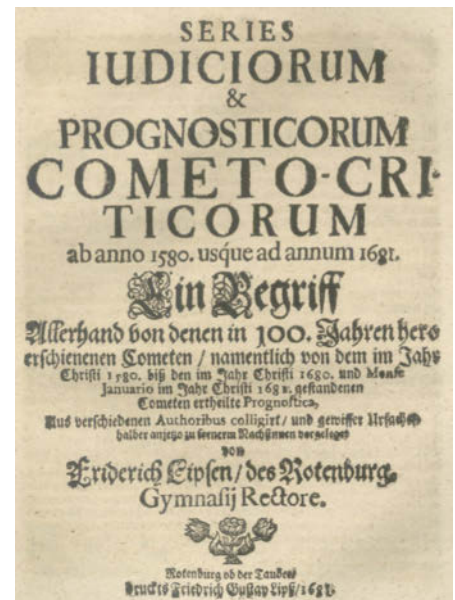 SERIES
IUDICIORUM
&
PROGNOSTICORUM
COMETO-CRI-
TICORUM
ab anno 1580. usque ad annum 1681.
Ein Begriff
Allerhand von denen in 100. Jahren hero
erschienenen Cometen / namentlich von dem im Jahr
Christi 1580. biß den im Jahr Christi 1680. und Mense
Januario im Jahr Christi 1681. gestandenen
Cometen ertheilte Prognostica,
Aus verschiedenen Authoribus colligirt / und gewisser Ursachen
halber anjetzo zu fernerm Nachsinnen vorgeleget
von
Friderich Lipsen / des Rotenburg.
Gymnasij Rectore.
Rotenburg ob der Tauber /
druckts Friedrich Gustav Lipß / 1681.